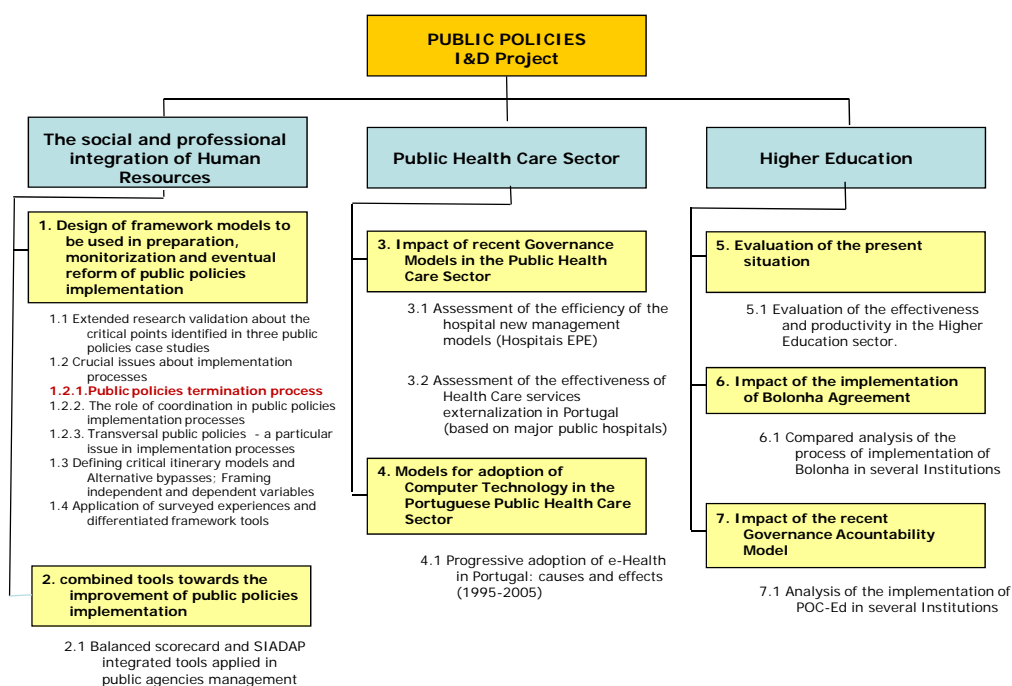 PUBLIC POLICIES
I&D Project
The social and professional
integration of Human
Resources
1. Design of framework models to
be used in preparation,
monitorization and eventual
reform of public policies
implementation
1.1 Extended research validation about the
critical points identified in three public
policies case studies
1.2 Crucial issues about implementation
processes
1.2.1.Public policies termination process
1.2.2. The role of coordination in public policies
implementation processes
1.2.3. Transversal public policies - a particular
issue in implementation processes
1.3 Defining critical itinerary models and
Alternative bypasses; Framing
independent and dependent variables
1.4 Application of surveyed experiences and
differentiated framework tools
2. combined tools towards the
improvement of public policies
implementation
2.1 Balanced scorecard and SIADAP
integrated tools applied in
public agencies management
Public Health Care Sector
3. Impact of recent Governance
Models in the Public Health
Care Sector
3.1 Assessment of the efficiency of the
hospital new management
models (Hospitais EPE)
3.2 Assessment of the effectiveness of
Health Care services
externalization in Portugal
(based on major public hospitals)
4. Models for adoption of
Computer Technology in the
Portuguese Public Health Care
Sector
4.1 Progressive adoption of e-Health
in Portugal: causes and effects
(1995-2005)
Higher Education
5. Evaluation of the present
situation
5.1 Evaluation of the effectiveness
and productivity in the Higher
Education sector.
6. Impact of the implementation
of Bolonha Agreement
6.1 Compared analysis of the
process of implementation of
Bolonha in several Institutions
7. Impact of the recent
Governance Acountability
Model
7.1 Analysis of the implementation of
POC-Ed in several Institutions